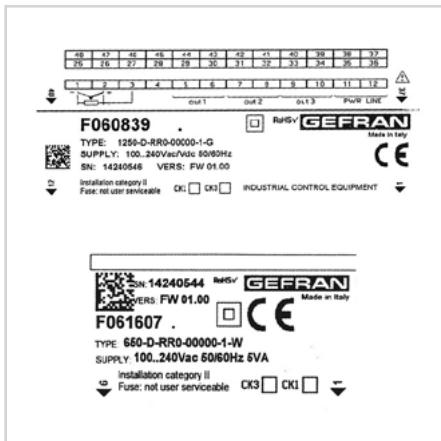 48 47 46 45 44 43 42 41 40 39 38 37
25 26 27 28 29 30 31 32 33 34 35 36
1 2 3 4 5 6 7 8 9 10 11 12
out 1 out 2 out 3 PWR LINE
F060839 .
RoHS✓ GEFRAN
Made in Italy
TYPE: 1250-D-RR0-00000-1-G
SUPPLY: 100..240Vac/Vdc 50/60Hz
SN: 14240546 VERS: FW 01.00
CE
Installation category II
Fuse: not user serviceable
CK1 CK3 INDUSTRIAL CONTROL EQUIPMENT
SN: 14240544 RoHS✓ GEFRAN
VERS: FW 01.00 Made in Italy
F061607 . CE
TYPE: 650-D-RR0-00000-1-W
SUPPLY: 100..240Vac 50/60Hz 5VA
Installation category II
Fuse: not user serviceable CK3 CK1